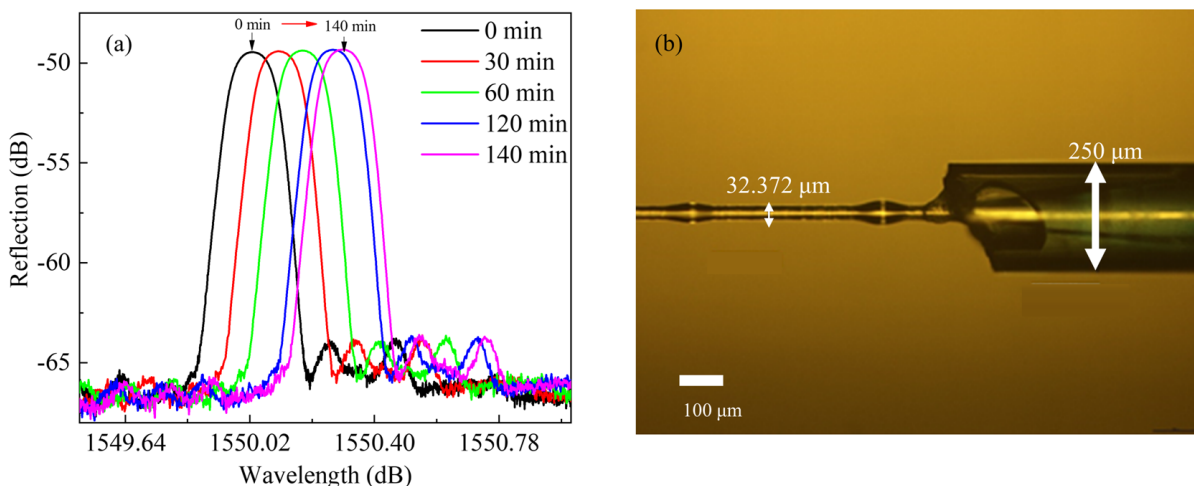 (a)
0 min
140 min
0 min
30 min
60 min
120 min
140 min
-50
-55
-60
-65
Reflection (dB)
1549.64
1550.02
1550.40
1550.78
Wavelength (dB)
(b)
32.372 μm
250 μm
100 μm